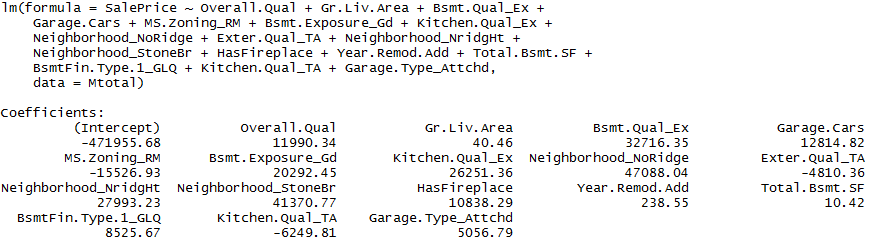 lm(formula = SalePrice ~ Overall.Qual + Gr.Liv.Area + Bsmt.Qual_Ex +
    Garage.Cars + MS.Zoning_RM + Bsmt.Exposure_Gd + Kitchen.Qual_Ex +
    Neighborhood_NoRidge + Exter.Qual_TA + Neighborhood_NridgHt +
    Neighborhood_StoneBr + HasFireplace + Year.Remod.Add + Total.Bsmt.SF +
    BsmtFin.Type.1_GLQ + Kitchen.Qual_TA + Garage.Type_Attchd,
    data = Mtotal)
Coefficients:
(Intercept) Overall.Qual Gr.Liv.Area Bsmt.Qual_Ex Garage.Cars
-471955.68 11990.34 40.46 32716.35 12814.82
MS.Zoning_RM Bsmt.Exposure_Gd Kitchen.Qual_Ex Neighborhood_NoRidge Exter.Qual_TA
-15526.93 20292.45 26251.36 47088.04 -4810.36
Neighborhood_NridgHt Neighborhood_StoneBr HasFireplace Year.Remod.Add Total.Bsmt.SF
27993.23 41370.77 10838.29 238.55 10.42
BsmtFin.Type.1_GLQ Kitchen.Qual_TA Garage.Type_Attchd
8525.67 -6249.81 5056.79